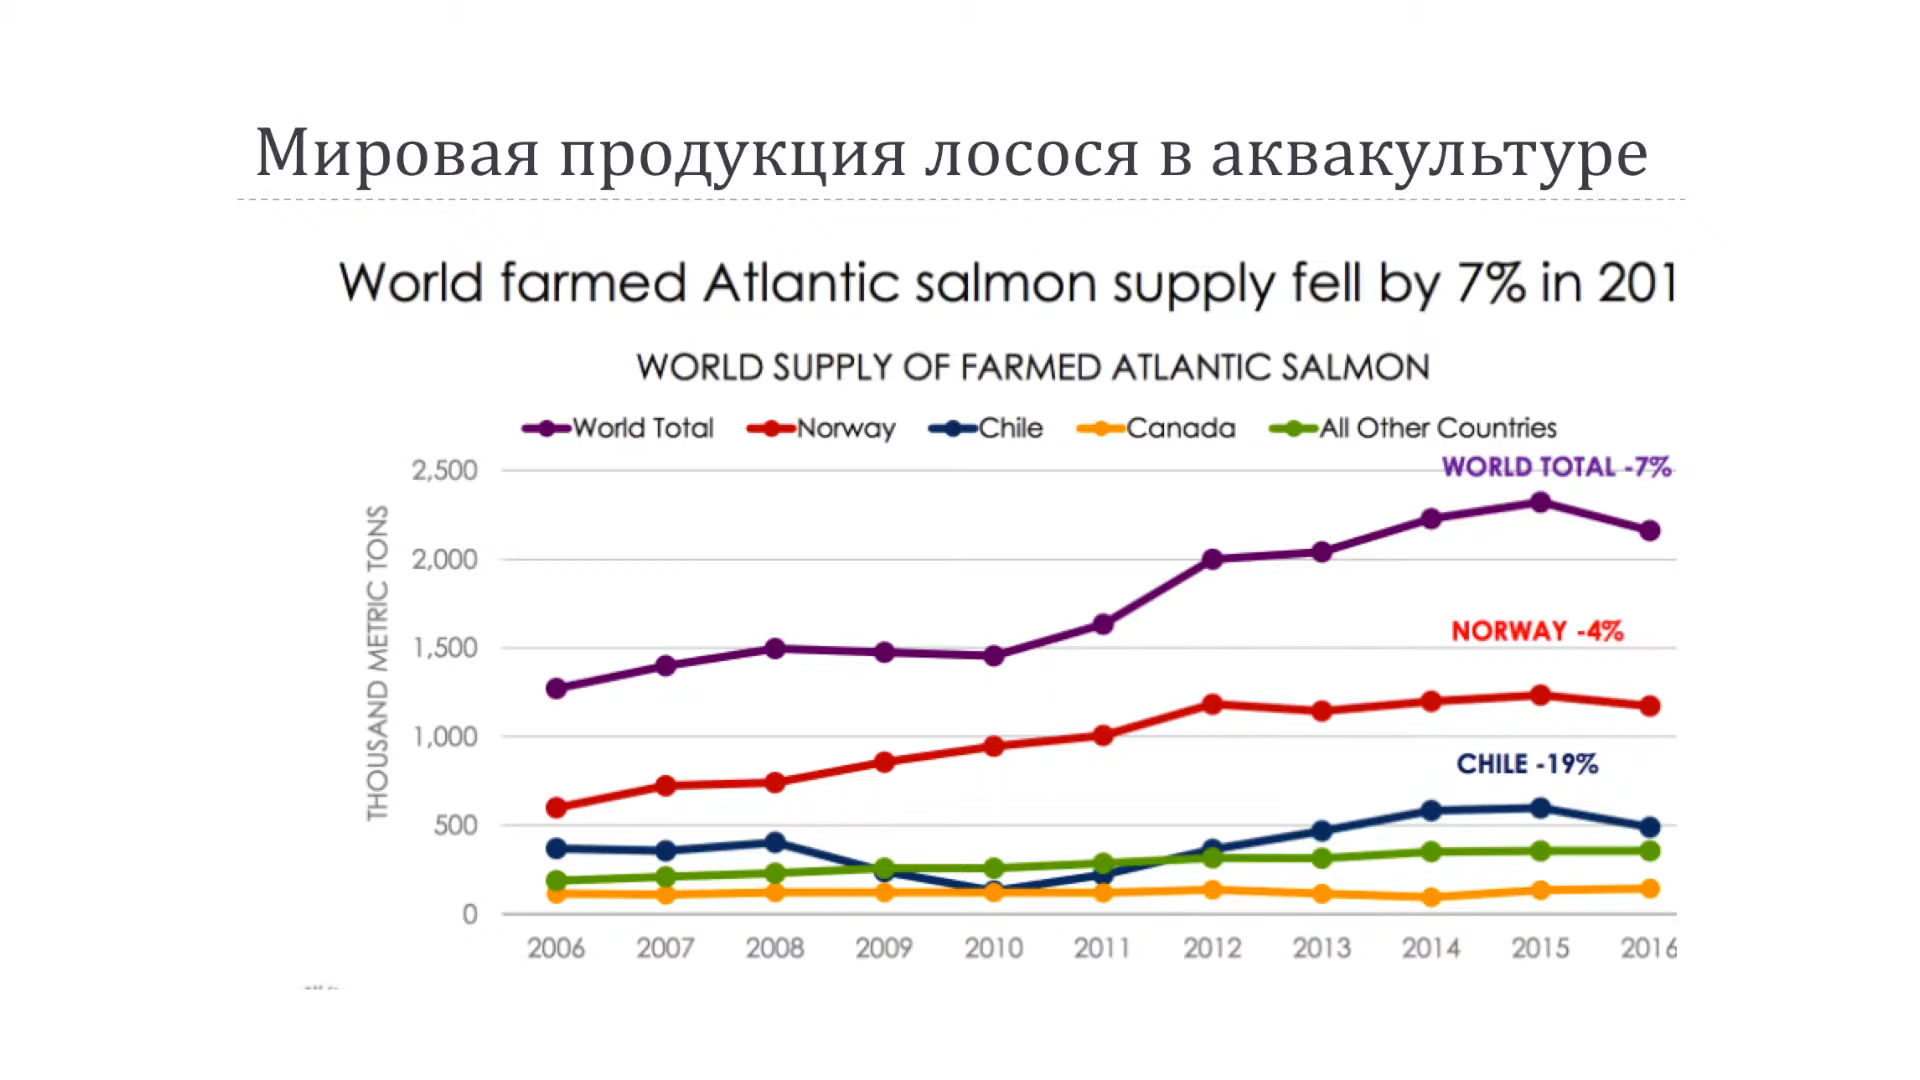 Мировая продукция лосося в аквакультуре
World farmed Atlantic salmon supply fell by 7% in 201
WORLD SUPPLY OF FARMED ATLANTIC SALMON
World Total Norway Chile Canada All Other Countries
WORLD TOTAL -7%
NORWAY -4%
CHILE -19%
THOUSAND METRIC TONS
2,500
2,000
1,500
1,000
500
0
2006 2007 2008 2009 2010 2011 2012 2013 2014 2015 2016